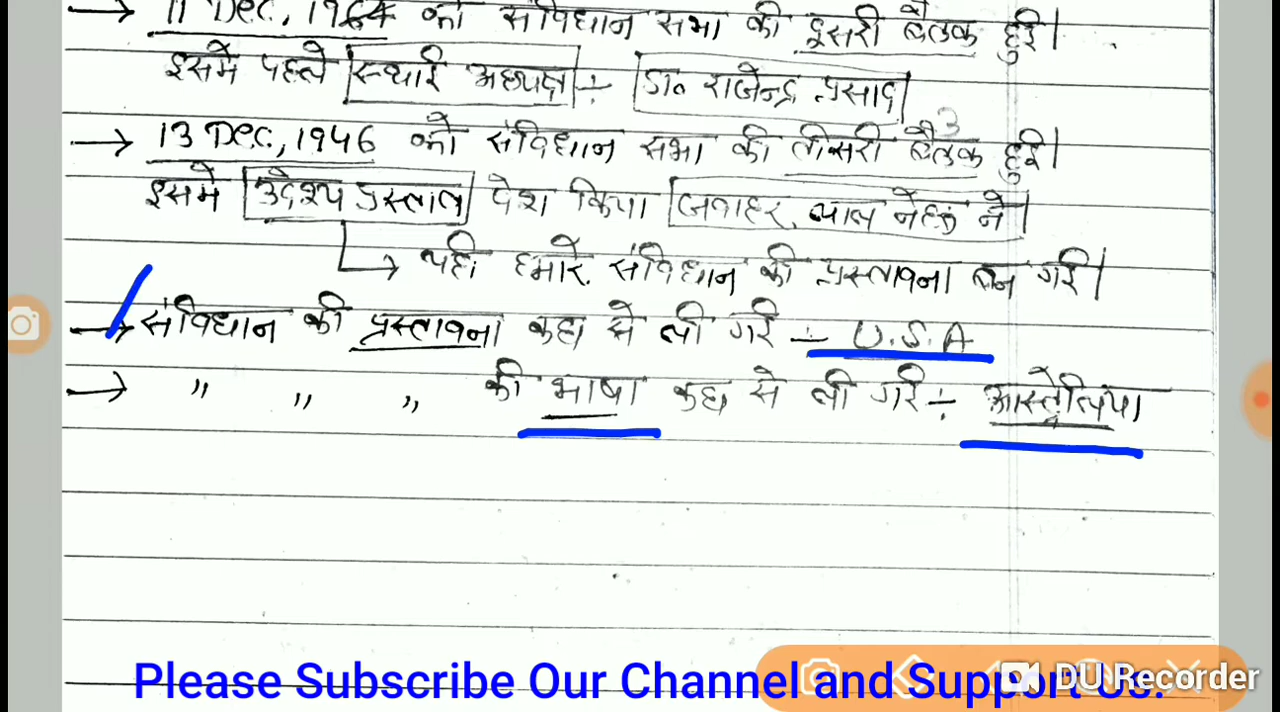 → 11 Dec., 1964 को संविधान सभा की दूसरी बैठक हुई।
इसमे पहले स्थाई अध्यक्ष ÷ डा० राजेन्द्र प्रसाद
→ 13 Dec., 1946 को संविधान सभा की तीसरी बैठक 3 हुई।
इसमे उद्देश्य प्रस्ताव पेश किया जवाहर लाल नेहरू ने।
→ यही हमारे संविधान की प्रस्तावना बन गई।
→ संविधान की प्रस्तावना कहा से ली गई ÷ U.S.A
→ " " " की भाषा कहा से ली गई ÷ आस्ट्रेलिया
Please Subscribe Our Channel and Support Us.
DU Recorder